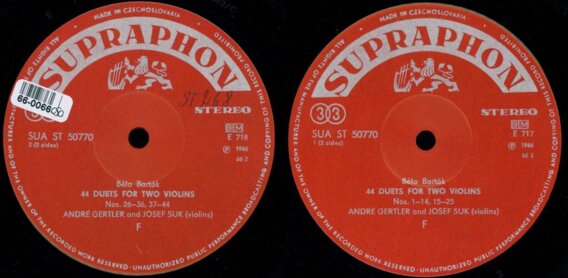 MADE IN CZECHOSLOVAKIA
SUPRAPHON
ALL RIGHTS OF THE MANUFACTURER AND OF THE OWNER OF THE RECORDED WORK RESERVED - UNAUTHORIZED PUBLIC PERFORMANCE BROADCASTING AND COPYING OF THIS RECORD PROHIBITED
66-0066
STEREO
SUA ST 50770
2 (2 sides)
BIEM
E 718
℗ 1966
66 2
Béla Bartók
44 DUETS FOR TWO VIOLINS
Nos. 26—36, 37—44
ANDRÉ GERTLER and JOSEF SUK (violins)
F
MADE IN CZECHOSLOVAKIA
SUPRAPHON
ALL RIGHTS OF THE MANUFACTURER AND OF THE OWNER OF THE RECORDED WORK RESERVED - UNAUTHORIZED PUBLIC PERFORMANCE BROADCASTING AND COPYING OF THIS RECORD PROHIBITED
33
STEREO
SUA ST 50770
1 (2 sides)
BIEM
E 717
℗ 1966
66 2
Béla Bartók
44 DUETS FOR TWO VIOLINS
Nos. 1—14, 15—25
ANDRÉ GERTLER and JOSEF SUK (violins)
F